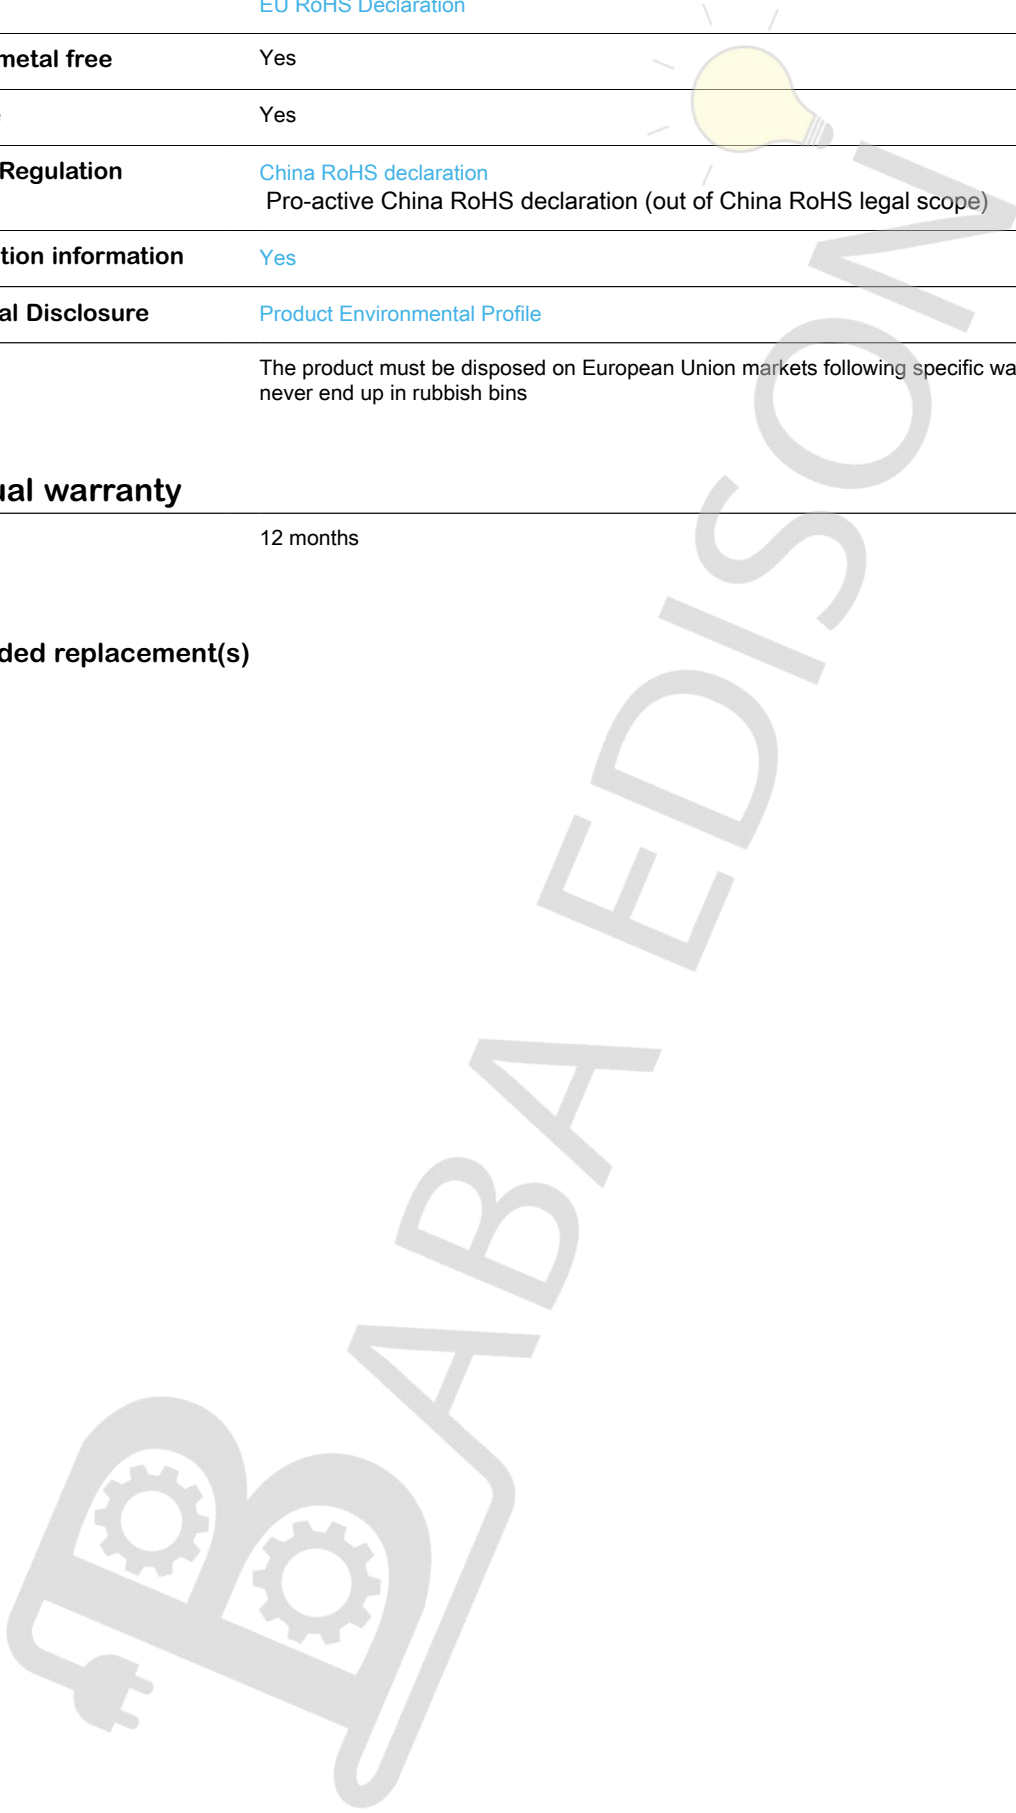 EU RoHS Declaration
metal free Yes
Yes
Regulation China RoHS declaration
Pro-active China RoHS declaration (out of China RoHS legal scope)
tion information Yes
al Disclosure Product Environmental Profile
The product must be disposed on European Union markets following specific wa
never end up in rubbish bins
ual warranty
12 months
ded replacement(s)
BABA EDISON